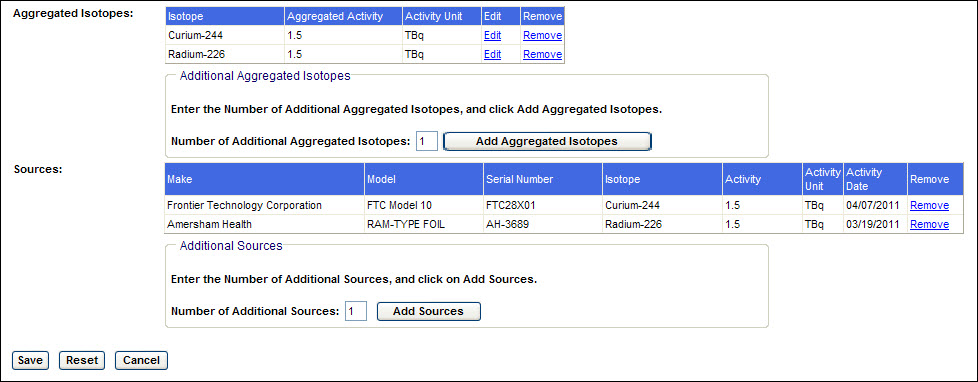 Aggregated Isotopes:
Isotope Aggregated Activity Activity Unit Edit Remove
Curium-244 1.5 TBq Edit Remove
Radium-226 1.5 TBq Edit Remove
Additional Aggregated Isotopes
Enter the Number of Additional Aggregated Isotopes, and click Add Aggregated Isotopes.
Number of Additional Aggregated Isotopes: 1 Add Aggregated Isotopes
Sources:
Make Model Serial Number Isotope Activity Activity Unit Activity Date Remove
Frontier Technology Corporation FTC Model 10 FTC28X01 Curium-244 1.5 TBq 04/07/2011 Remove
Amersham Health RAM-TYPE FOIL AH-3689 Radium-226 1.5 TBq 03/19/2011 Remove
Additional Sources
Enter the Number of Additional Sources, and click on Add Sources.
Number of Additional Sources: 1 Add Sources
Save Reset Cancel